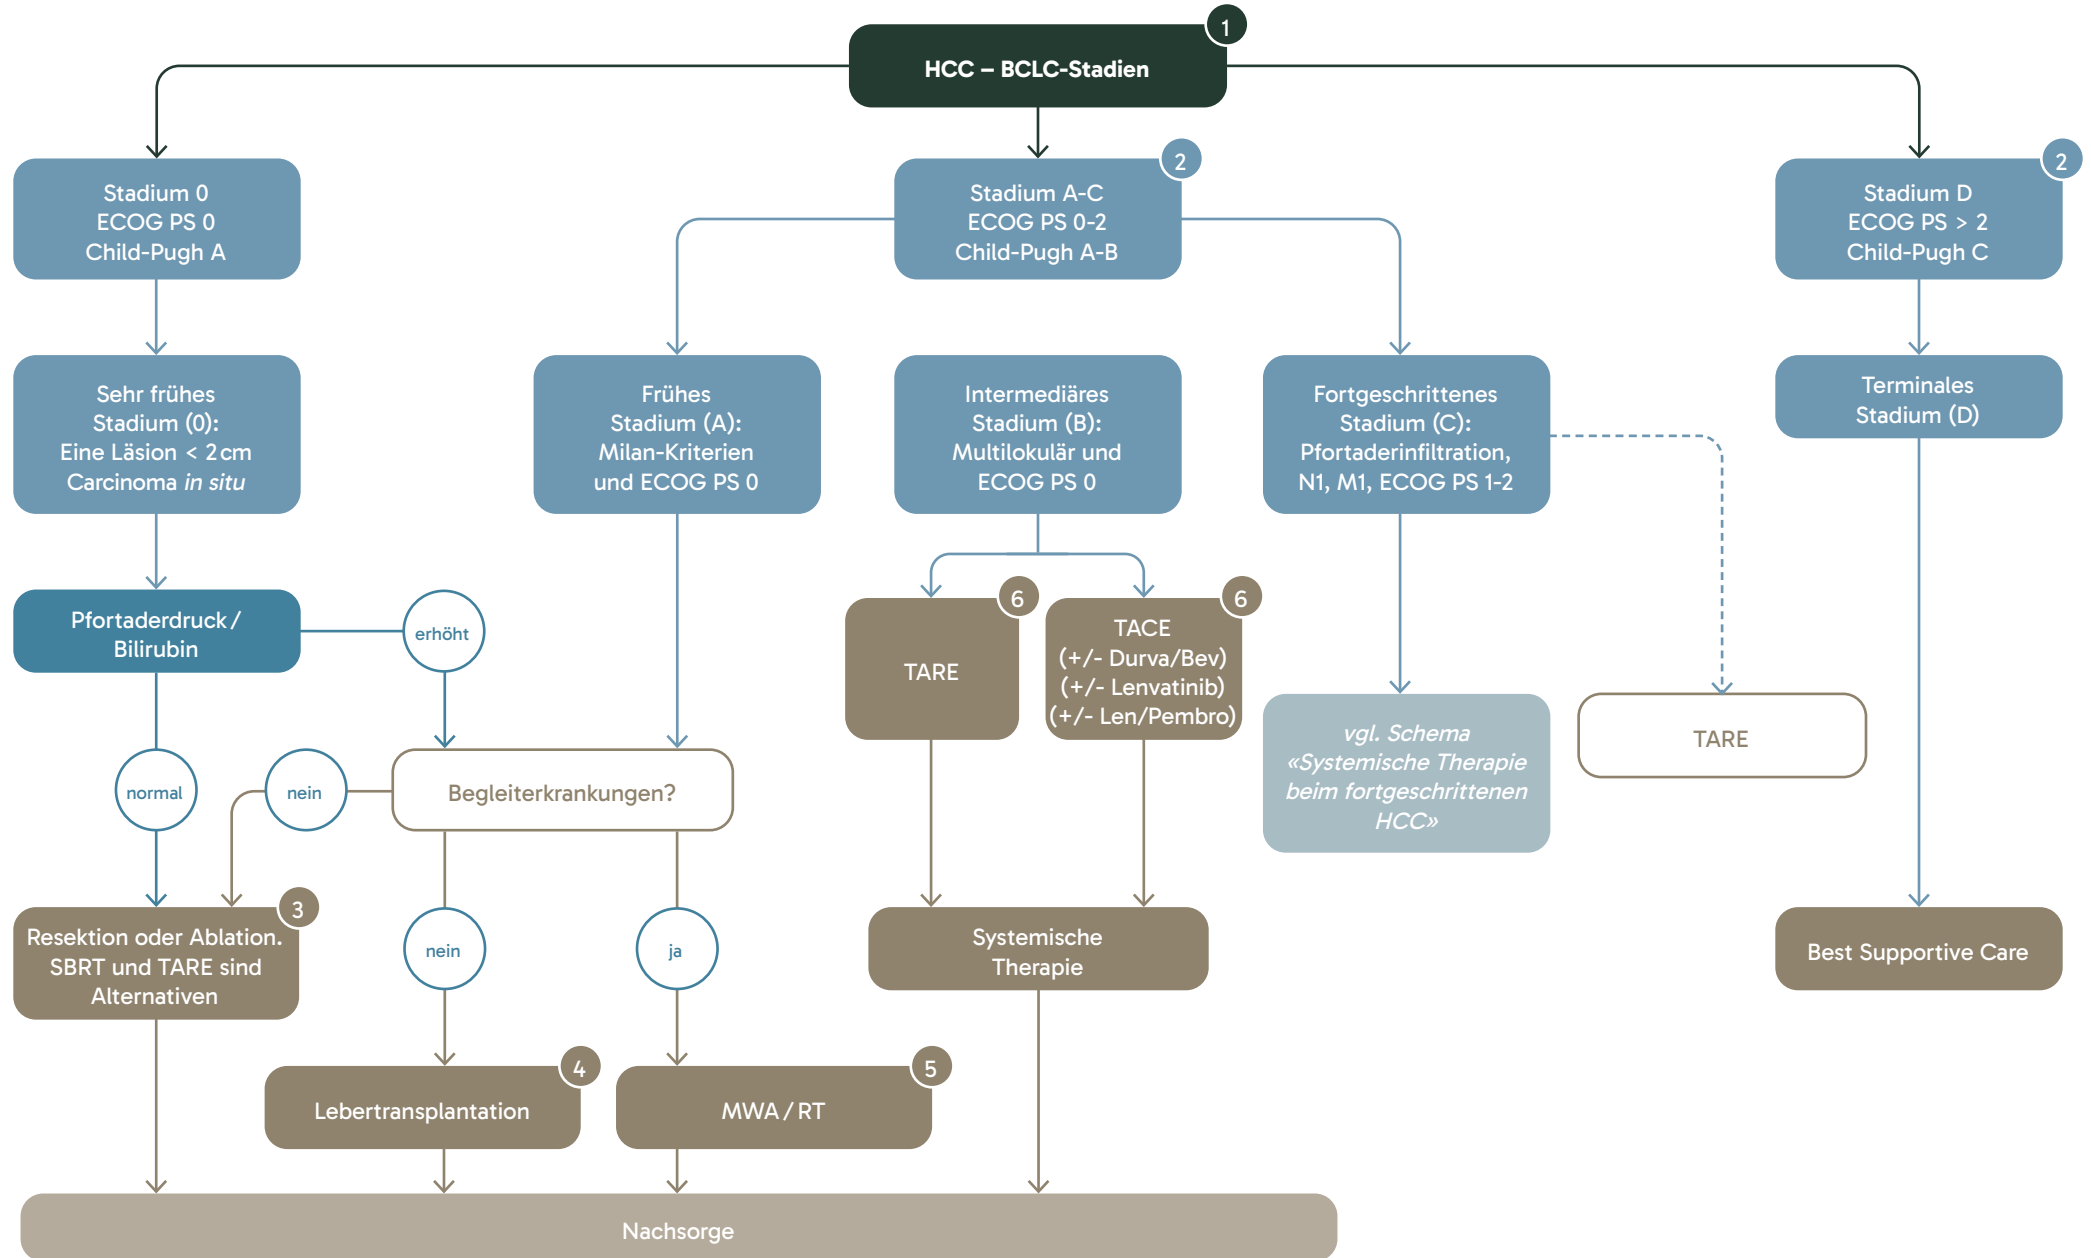 1
HCC – BCLC-Stadien
Stadium 0
ECOG PS 0
Child-Pugh A
2
Stadium A-C
ECOG PS 0-2
Child-Pugh A-B
2
Stadium D
ECOG PS > 2
Child-Pugh C
Sehr frühes
Stadium (0):
Eine Läsion < 2 cm
Carcinoma in situ
Frühes
Stadium (A):
Milan-Kriterien
und ECOG PS 0
Intermediäres
Stadium (B):
Multilokulär und
ECOG PS 0
Fortgeschrittenes
Stadium (C):
Pfortaderinfiltration,
N1, M1, ECOG PS 1-2
Terminales
Stadium (D)
Pfortaderdruck /
Bilirubin
erhöht
6
TARE
6
TACE
(+/- Durva/Bev)
(+/- Lenvatinib)
(+/- Len/Pembro)
vgl. Schema
«Systemische Therapie
beim fortgeschrittenen
HCC»
TARE
normal
nein
Begleiterkrankungen?
3
Resektion oder Ablation.
SBRT und TARE sind
Alternativen
nein
ja
Systemische
Therapie
Best Supportive Care
4
Lebertransplantation
5
MWA / RT
Nachsorge